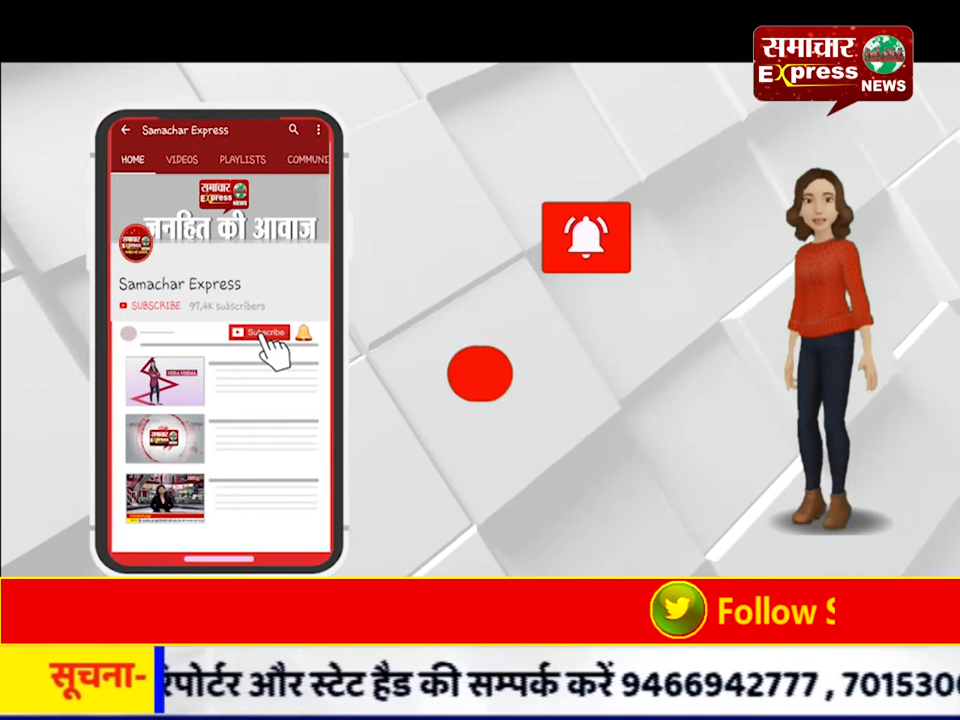 समाचार
Express
NEWS
Samachar Express
HOME VIDEOS PLAYLISTS COMMUNI
समाचार
Express
NEWS
जनहित की आवाज
Samachar Express
SUBSCRIBE 97.4K subscribers
Subscribe
Follow S
सूचना- रिपोर्टर और स्टेट हैड की सम्पर्क करें 9466942777 , 701530